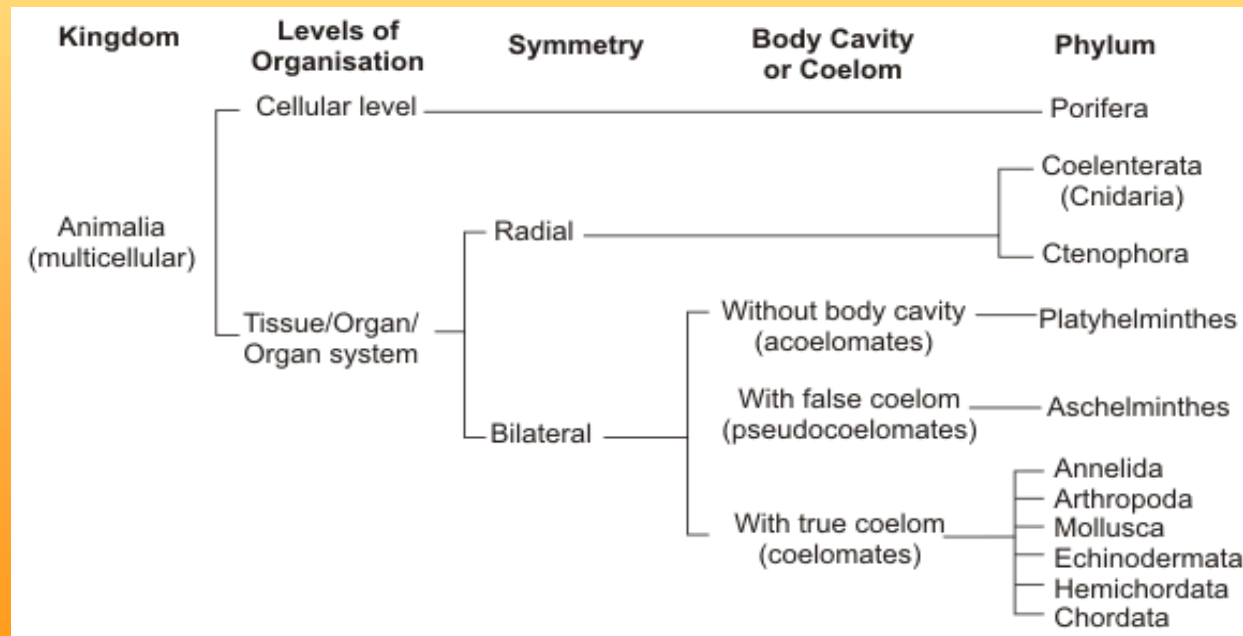 Kingdom
Levels of
Organisation
Symmetry
Body Cavity
or Coelom
Phylum
Cellular level
Porifera
Coelenterata
(Cnidaria)
Animalia
(multicellular)
Radial
Ctenophora
Tissue/Organ/
Organ system
Without body cavity
(acoelomates)
Platyhelminthes
With false coelom
(pseudocoelomates)
Aschelminthes
Bilateral
Annelida
Arthropoda
With true coelom
(coelomates)
Mollusca
Echinodermata
Hemichordata
Chordata